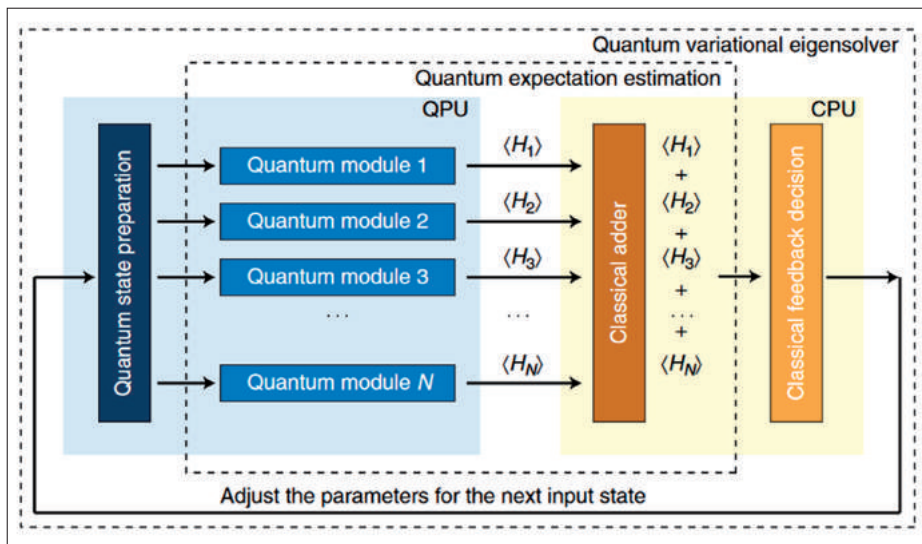 Quantum variational eigensolver
Quantum expectation estimation
QPU
CPU
Quantum state preparation
Quantum module 1
Quantum module 2
Quantum module 3
...
Quantum module N
⟨H₁⟩
⟨H₂⟩
⟨H₃⟩
...
⟨H_N⟩
Classical adder
⟨H₁⟩
+
⟨H₂⟩
+
⟨H₃⟩
+
...
+
⟨H_N⟩
Classical feedback decision
Adjust the parameters for the next input state